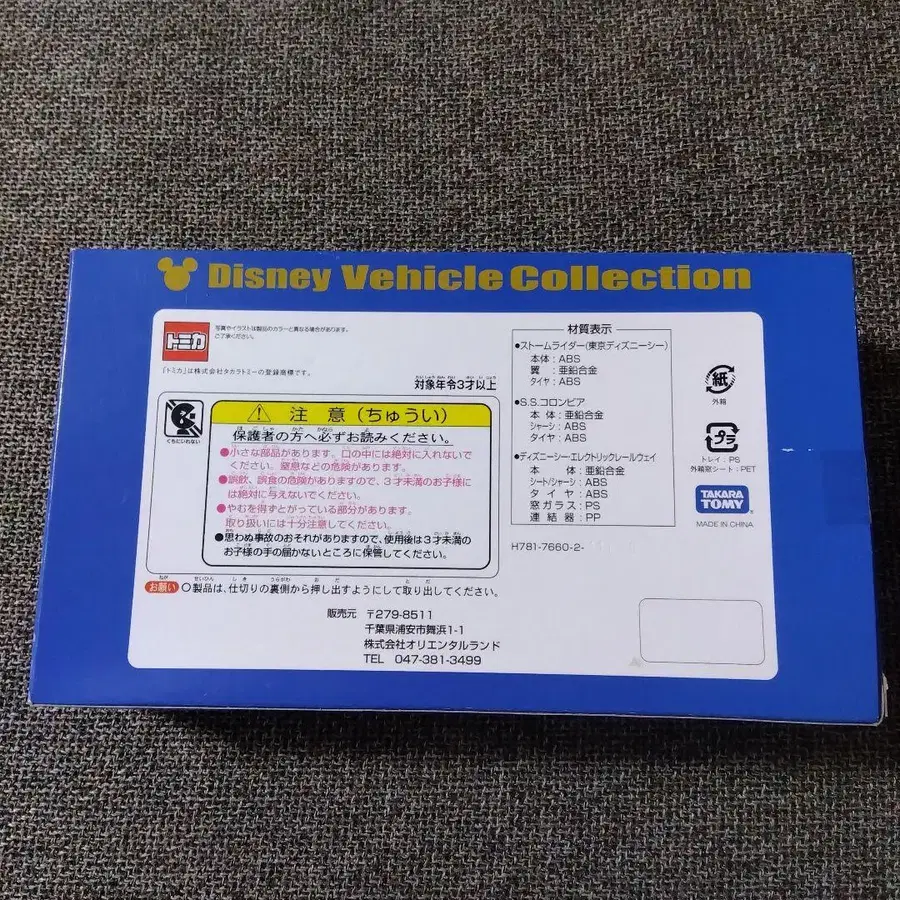 Disney Vehicle Collection
トミカ
写真やイラストは製品のカラーと異なる場合があります。
ご了承ください。
「トミカ」は株式会社タカラトミーの登録商標です。
対象年令3才以上
くちにいれない
注意(ちゅうい)
保護者の方へ必ずお読みください。
●小さな部品があります。口の中には絶対に入れないで
ください。窒息などの危険があります。
●誤飲、誤食の危険がありますので、3才未満のお子様に
は絶対に与えないでください。
●やむを得ずとがっている部分があります。
取り扱いには十分注意してください。
●思わぬ事故のおそれがありますので、使用後は3才未満の
お子様の手の届かないところに保管してください。
お願い ○製品は、仕切りの裏側から押し出すようにして取り出してください。
販売元 〒279-8511
千葉県浦安市舞浜1-1
株式会社オリエンタルランド
TEL 047-381-3499
材質表示
●ストームライダー(東京ディズニーシー)
本体:ABS
翼:亜鉛合金
タイヤ:ABS
●S.S.コロンビア
本体:亜鉛合金
シャーシ:ABS
タイヤ:ABS
●ディズニーシー・エレクトリックレールウェイ
本体:亜鉛合金
シート/シャーシ:ABS
タイヤ:ABS
窓ガラス:PS
連結器:PP
H781-7660-2-
紙
外箱
プラ
トレイ:PS
外箱窓シート:PET
TAKARA
TOMY
MADE IN CHINA